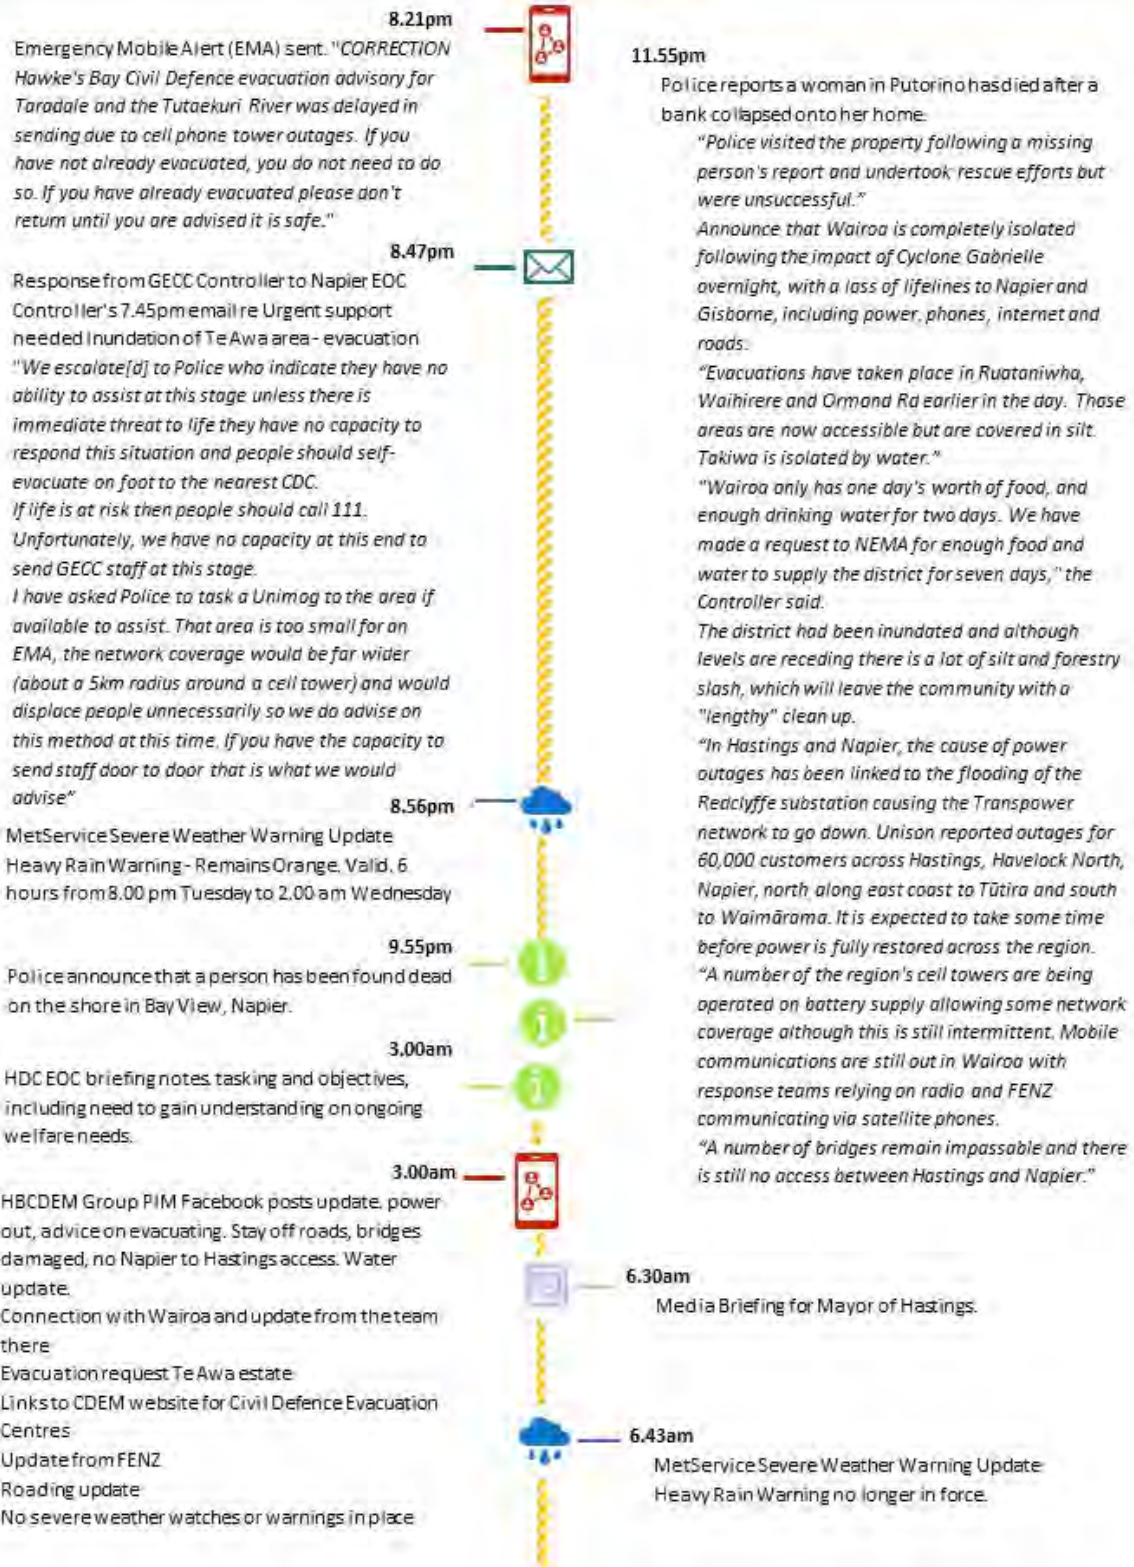 8.21pm
Emergency Mobile Alert (EMA) sent. "CORRECTION
Hawke's Bay Civil Defence evacuation advisory for
Taradale and the Tutaekuri River was delayed in
sending due to cell phone tower outages. If you
have not already evacuated, you do not need to do
so. If you have already evacuated please don't
return until you are advised it is safe."
8.47pm
Response from GECC Controller to Napier EOC
Controller's 7.45pm email re Urgent support
needed Inundation of Te Awa area - evacuation
"We escalate[d] to Police who indicate they have no
ability to assist at this stage unless there is
immediate threat to life they have no capacity to
respond this situation and people should self-
evacuate on foot to the nearest CDC.
If life is at risk then people should call 111.
Unfortunately, we have no capacity at this end to
send GECC staff at this stage.
I have asked Police to task a Unimog to the area if
available to assist. That area is too small for an
EMA, the network coverage would be far wider
(about a 5km radius around a cell tower) and would
displace people unnecessarily so we do advise on
this method at this time. If you have the capacity to
send staff door to door that is what we would
advise"
8.56pm
MetService Severe Weather Warning Update
Heavy Rain Warning - Remains Orange. Valid. 6
hours from 8.00 pm Tuesday to 2.00 am Wednesday
9.55pm
Police announce that a person has been found dead
on the shore in Bay View, Napier.
11.55pm
Police reports a woman in Putorino has died after a
bank collapsed onto her home.
"Police visited the property following a missing
person's report and undertook rescue efforts but
were unsuccessful."
Announce that Wairoa is completely isolated
following the impact of Cyclone Gabrielle
overnight, with a loss of lifelines to Napier and
Gisborne, including power, phones, internet and
roads.
"Evacuations have taken place in Ruataniwha,
Waihirere and Ormond Rd earlier in the day. Those
areas are now accessible but are covered in silt.
Takiwa is isolated by water."
"Wairoa only has one day's worth of food, and
enough drinking water for two days. We have
made a request to NEMA for enough food and
water to supply the district for seven days," the
Controller said.
The district had been inundated and although
levels are receding there is a lot of silt and forestry
slash, which will leave the community with a
"lengthy" clean up.
"In Hastings and Napier, the cause of power
outages has been linked to the flooding of the
Redclyffe substation causing the Transpower
network to go down. Unison reported outages for
60,000 customers across Hastings, Havelock North,
Napier, north along east coast to Tūtira and south
to Waimārama. It is expected to take some time
before power is fully restored across the region.
"A number of the region's cell towers are being
operated on battery supply allowing some network
coverage although this is still intermittent. Mobile
communications are still out in Wairoa with
response teams relying on radio and FENZ
communicating via satellite phones.
"A number of bridges remain impassable and there
is still no access between Hastings and Napier."
3.00am
HDC EOC briefing notes tasking and objectives,
including need to gain understanding on ongoing
welfare needs.
3.00am
HBCDEM Group PIM Facebook posts update, power
out, advice on evacuating. Stay off roads, bridges
damaged, no Napier to Hastings access. Water
update.
Connection with Wairoa and update from the team
there
Evacuation request Te Awa estate
Links to CDEM website for Civil Defence Evacuation
Centres
Update from FENZ
Roading update
No severe weather watches or warnings in place
6.30am
Media Briefing for Mayor of Hastings.
6.43am
MetService Severe Weather Warning Update
Heavy Rain Warning no longer in force.